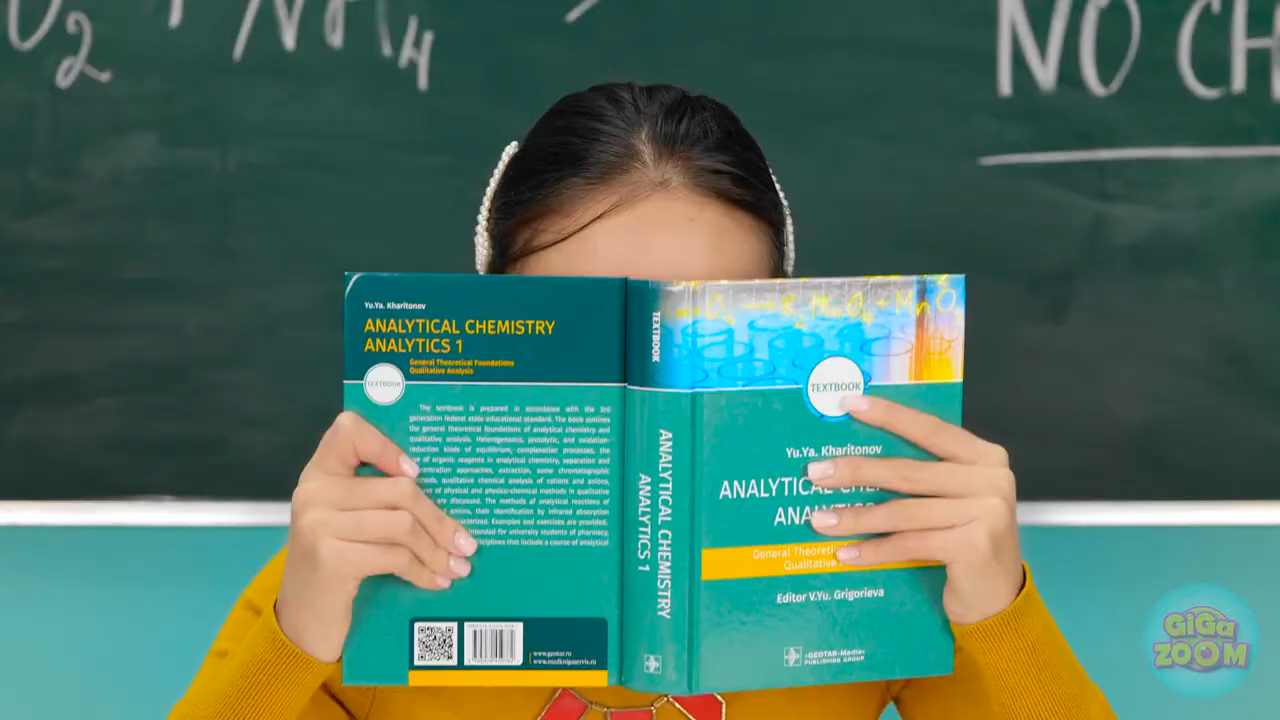 O2 + NH4
NO CH
Yu.Ya. Kharitonov
ANALYTICAL CHEMISTRY
ANALYTICS 1
General Theoretical Foundations
Qualitative Analysis
TEXTBOOK
The textbook is prepared in accordance with the 3rd
generation federal state educational standard. The book outlines
the general theoretical foundations of analytical chemistry and
qualitative analysis. Heterogeneous, protolytic, and oxidation-
reduction kinds of equilibrium, complexation processes, the
of organic reagents in analytical chemistry, separation and
approaches, extraction, some chromatographic
qualitative chemical analysis of cations and anions,
of physical and physico-chemical methods in qualitative
are discussed. The methods of analytical reactions of
anions, their identification by infrared absorption
Examples and exercises are provided.
intended for university students of pharmacy,
disciplines that include a course of analytical
www.geotar.ru
www.medknigaservis.ru
TEXTBOOK
ANALYTICAL CHEMISTRY
ANALYTICS 1
TEXTBOOK
Yu.Ya. Kharitonov
ANALYTICAL CHE
ANALYTICS
General Theoretic
Qualitative
Editor V.Yu. Grigorieva
«GEOTAR-Media»
PUBLISHING GROUP
GiGa
ZOOM